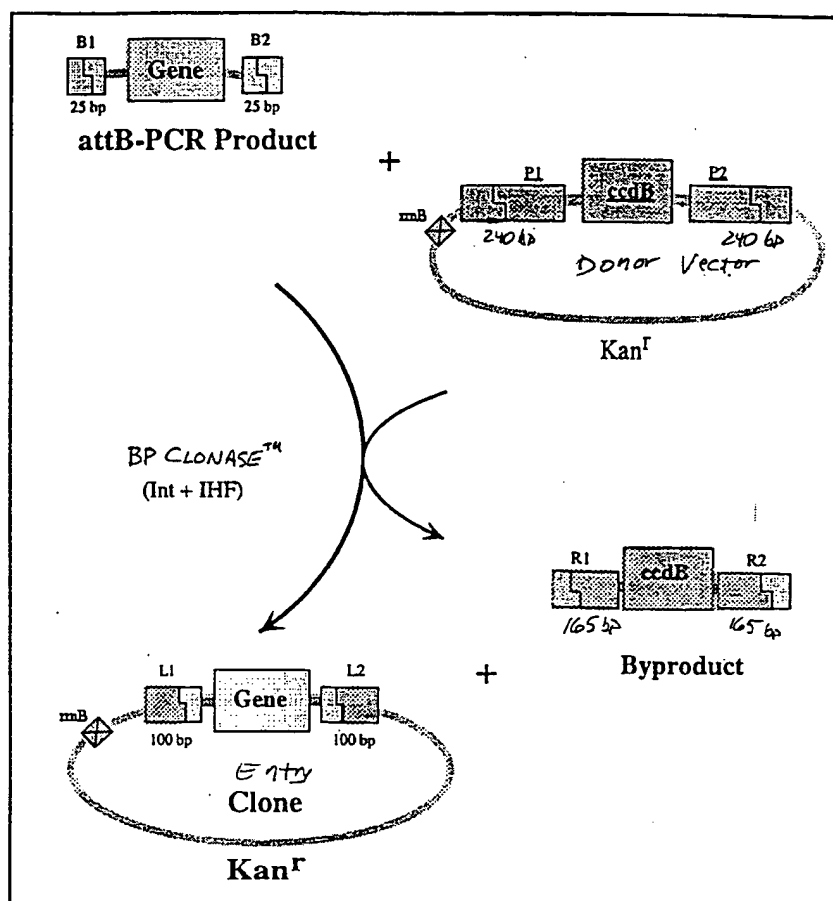 B1 B2
Gene
25 bp 25 bp
attB-PCR Product
+
P1 P2
ccdB
rrnB
240 bp 240 bp
Donor Vector
Kanr
BP CLONASE™
(Int + IHF)
R1 R2
ccdB
165 bp 165 bp
Byproduct
+
L1 L2
Gene
rrnB
100 bp 100 bp
Entry
Clone
Kanr